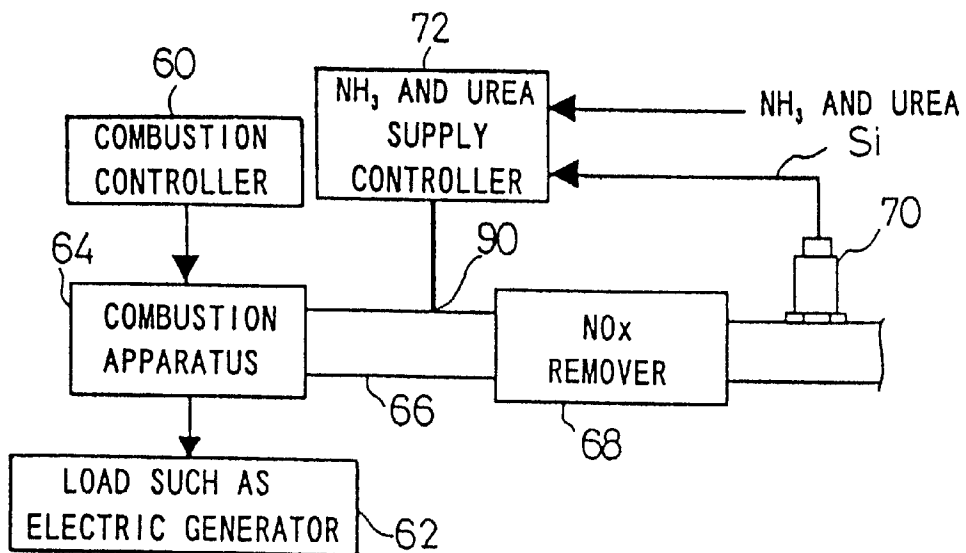 72
60
NH₃ AND UREA
SUPPLY
CONTROLLER
NH₃ AND UREA
Si
COMBUSTION
CONTROLLER
70
64
90
COMBUSTION
APPARATUS
NOx
REMOVER
66
68
LOAD SUCH AS
ELECTRIC GENERATOR
62